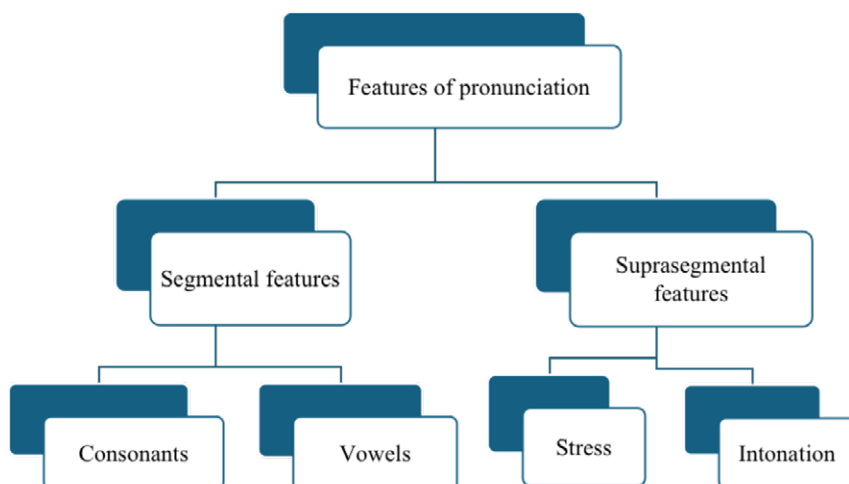 Features of pronunciation
Segmental features
Suprasegmental
features
Consonants
Vowels
Stress
Intonation